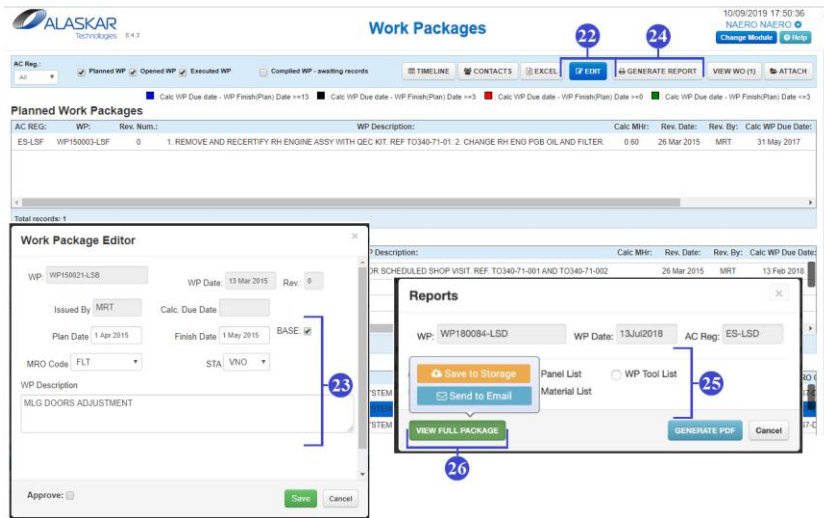 ALASKAR
Technologies 6.4.3
Work Packages
10/09/2019 17:50:36
NAERO NAERO
Change Module Help
22
24
AC Reg.:
All
Planned WP Opened WP Executed WP Complied WP - awaiting records
TIMELINE CONTACTS EXCEL EDIT GENERATE REPORT VIEW WO (1) ATTACH
Calc WP Due date - WP Finish(Plan) Date >=13 Calc WP Due date - WP Finish(Plan) Date >=3 Calc WP Due date - WP Finish(Plan) Date >=0 Calc WP Due date - WP Finish(Plan) Date <=3
Planned Work Packages
AC REG: WP: Rev. Num.: WP Description: Calc MHr: Rev. Date: Rev. By: Calc WP Due Date:
ES-LSF WP150003-LSF 0 1. REMOVE AND RECERTIFY RH ENGINE ASSY WITH QEC KIT. REF TO340-71-01. 2. CHANGE RH ENG PGB OIL AND FILTER. 0.60 26 Mar 2015 MRT 31 May 2017
Total records: 1
Description: Calc MHr: Rev. Date: Rev. By: Calc WP Due Date:
OR SCHEDULED SHOP VISIT. REF. TO340-71-001 AND TO340-71-002 26 Mar 2015 MRT 13 Feb 2018
Work Package Editor
WP: WP150021-LSB WP Date: 13 Mar 2015 Rev.: 0
Issued By MRT Calc. Due Date
Plan Date 1 Apr 2015 Finish Date 1 May 2015 BASE:
MRO Code FLT STA VNO
WP Description
MLG DOORS ADJUSTMENT
23
Approve:
Save Cancel
YSTEM
YSTEM
YSTEM
Reports
WP: WP180084-LSD WP Date: 13Jul2018 AC Reg: ES-LSD
Save to Storage
Send to Email
Panel List WP Tool List
Material List
25
VIEW FULL PACKAGE
GENERATE PDF Cancel
26